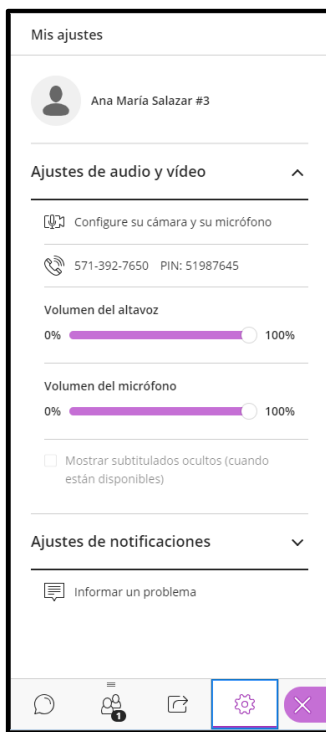 Mis ajustes
Ana María Salazar #3
Ajustes de audio y vídeo
Configure su cámara y su micrófono
571-392-7650 PIN: 51987645
Volumen del altavoz
0% 100%
Volumen del micrófono
0% 100%
Mostrar subtitulados ocultos (cuando
están disponibles)
Ajustes de notificaciones
Informar un problema
1